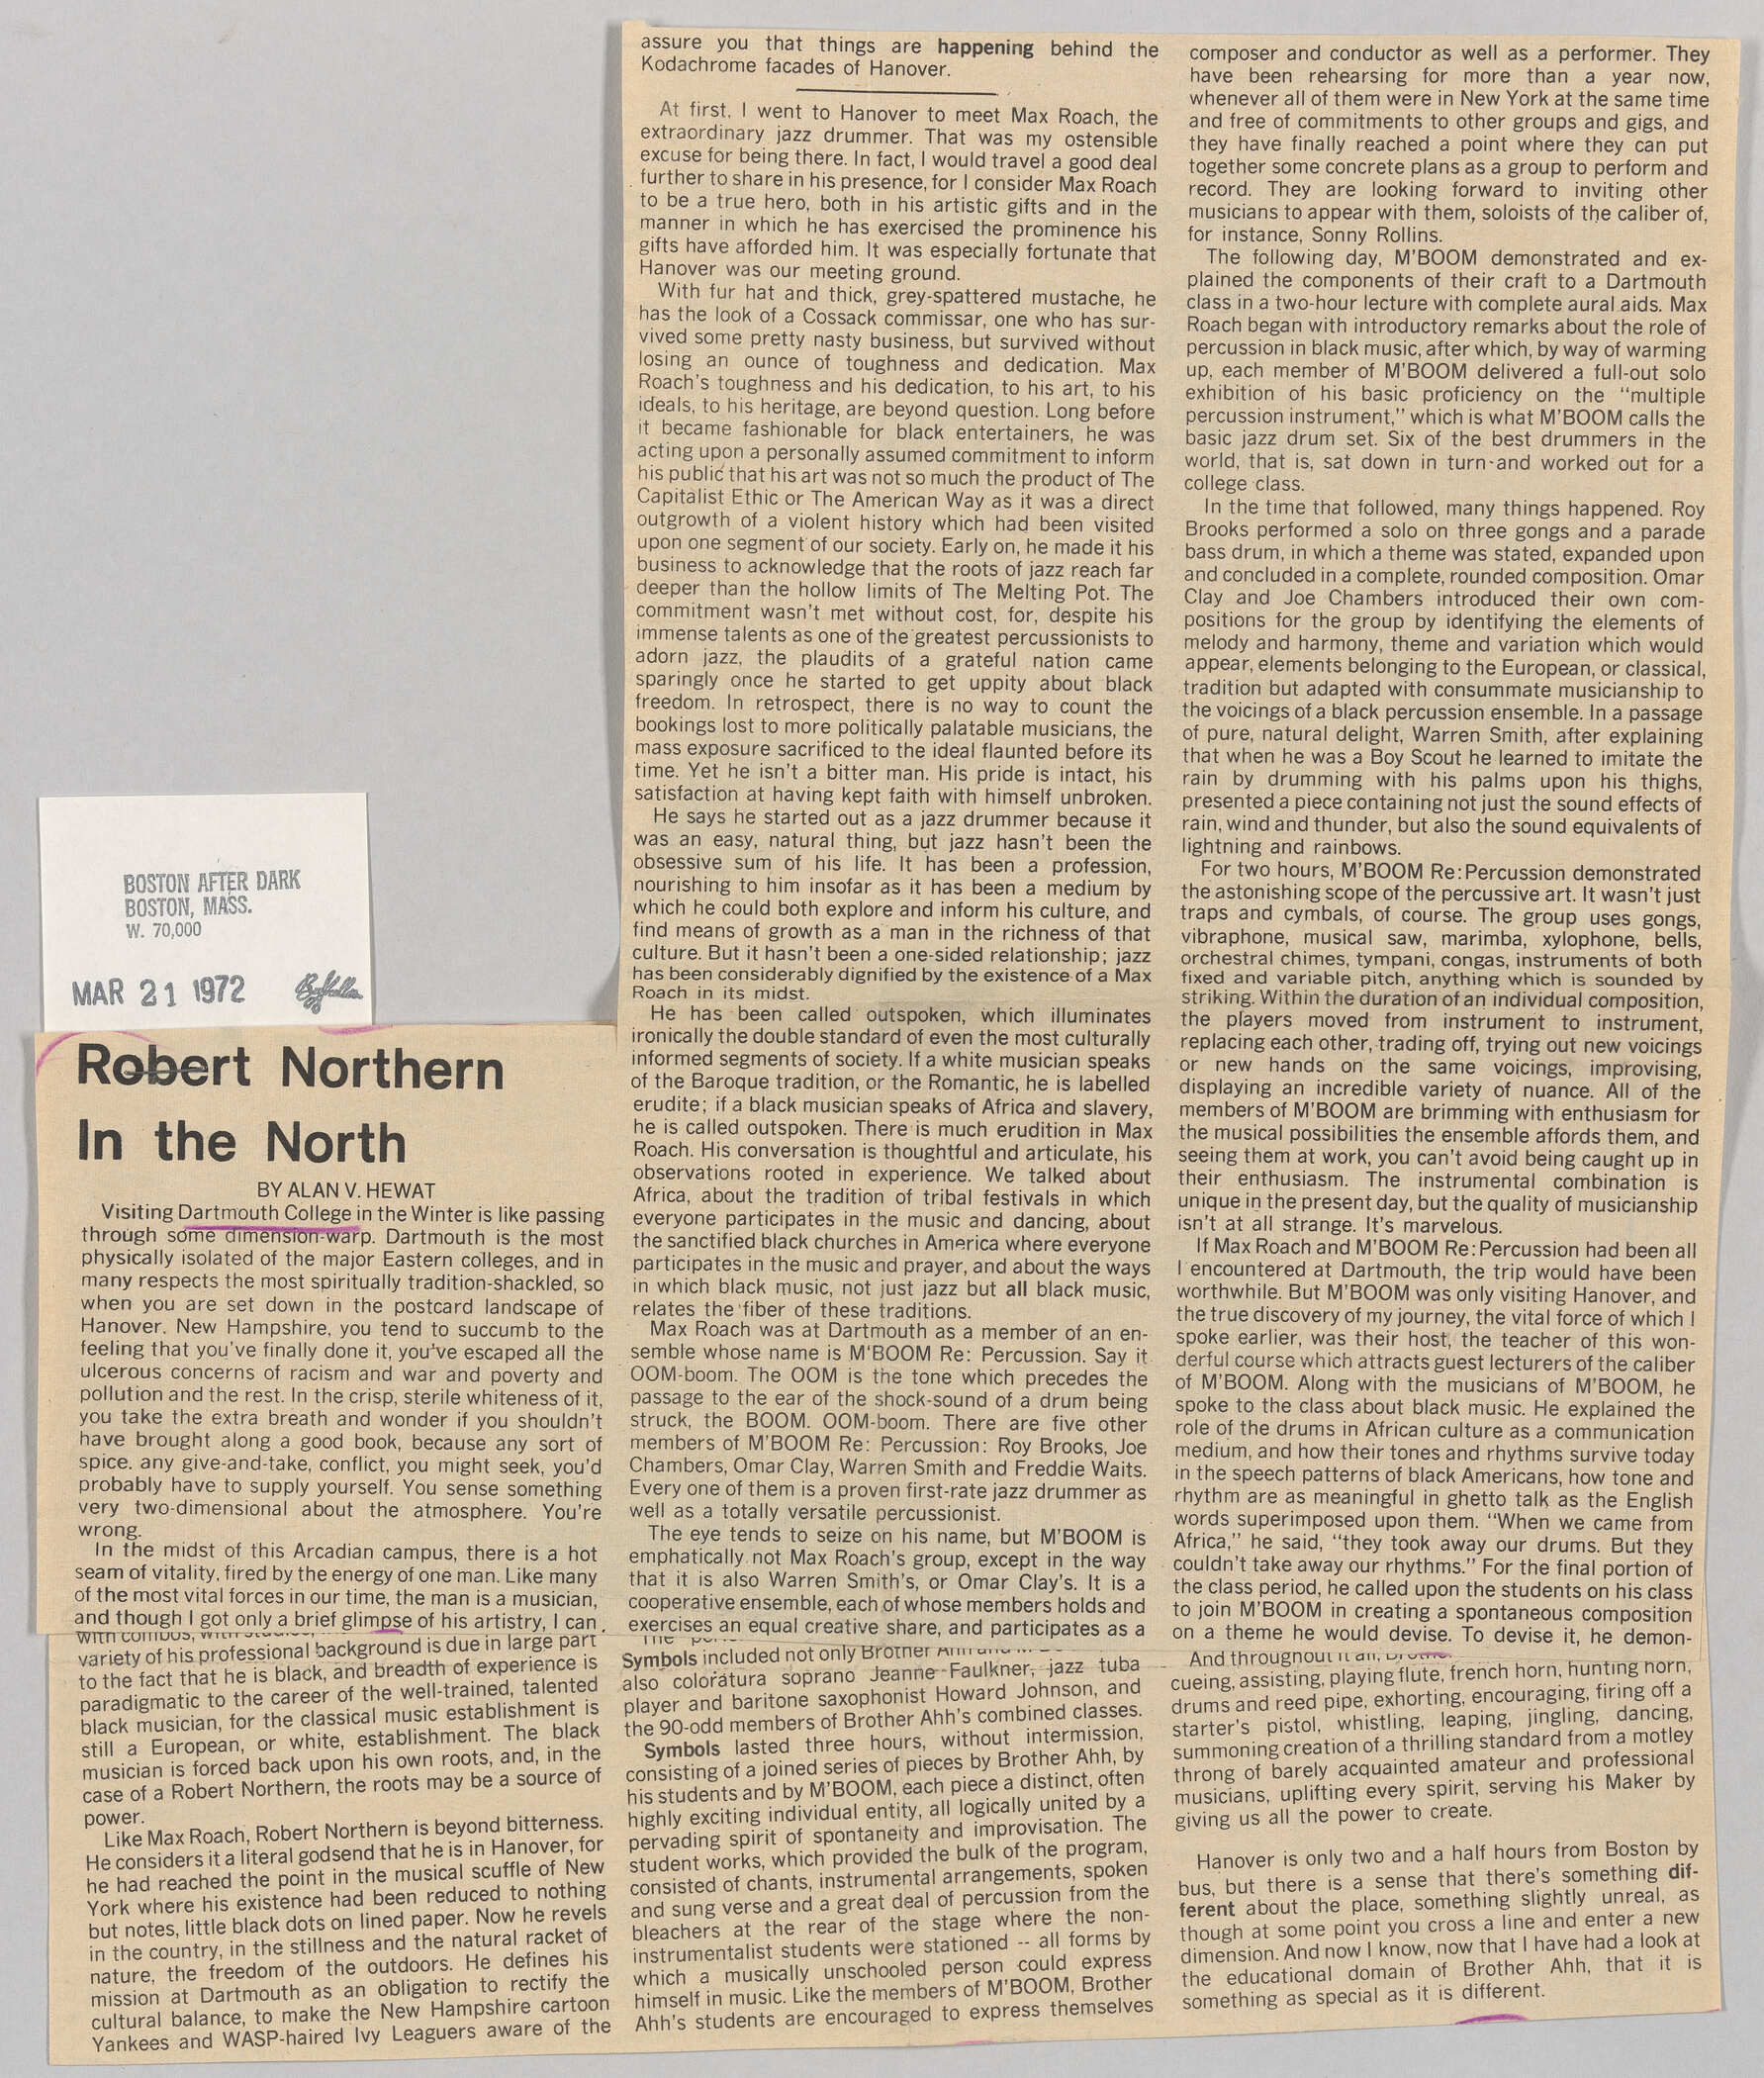 BOSTON AFTER DARK
BOSTON, MASS.
W. 70,000
MAR 21 1972
Robert Northern
In the North
BY ALAN V. HEWAT
Visiting Dartmouth College in the Winter is like passing
through some dimension-warp. Dartmouth is the most
physically isolated of the major Eastern colleges, and in
many respects the most spiritually tradition-shackled, so
when you are set down in the postcard landscape of
Hanover. New Hampshire, you tend to succumb to the
feeling that you've finally done it, you've escaped all the
ulcerous concerns of racism and war and poverty and
pollution and the rest. In the crisp, sterile whiteness of it,
you take the extra breath and wonder if you shouldn't
have brought along a good book, because any sort of
spice. any give-and-take, conflict, you might seek, you'd
probably have to supply yourself. You sense something
very two-dimensional about the atmosphere. You're
wrong.
In the midst of this Arcadian campus, there is a hot
seam of vitality, fired by the energy of one man. Like many
of the most vital forces in our time, the man is a musician,
and though I got only a brief glimpse of his artistry, I can
assure you that things are happening behind the
Kodachrome facades of Hanover.
At first, I went to Hanover to meet Max Roach, the
extraordinary jazz drummer. That was my ostensible
excuse for being there. In fact, I would travel a good deal
further to share in his presence, for I consider Max Roach
to be a true hero, both in his artistic gifts and in the
manner in which he has exercised the prominence his
gifts have afforded him. It was especially fortunate that
Hanover was our meeting ground.
With fur hat and thick, grey-spattered mustache, he
has the look of a Cossack commissar, one who has sur-
vived some pretty nasty business, but survived without
losing an ounce of toughness and dedication. Max
Roach's toughness and his dedication, to his art, to his
ideals, to his heritage, are beyond question. Long before
it became fashionable for black entertainers, he was
acting upon a personally assumed commitment to inform
his public that his art was not so much the product of The
Capitalist Ethic or The American Way as it was a direct
outgrowth of a violent history which had been visited
upon one segment of our society. Early on, he made it his
business to acknowledge that the roots of jazz reach far
deeper than the hollow limits of The Melting Pot. The
commitment wasn't met without cost, for, despite his
immense talents as one of the greatest percussionists to
adorn jazz, the plaudits of a grateful nation came
sparingly once he started to get uppity about black
freedom. In retrospect, there is no way to count the
bookings lost to more politically palatable musicians, the
mass exposure sacrificed to the ideal flaunted before its
time. Yet he isn't a bitter man. His pride is intact, his
satisfaction at having kept faith with himself unbroken.
He says he started out as a jazz drummer because it
was an easy, natural thing, but jazz hasn't been the
obsessive sum of his life. It has been a profession,
nourishing to him insofar as it has been a medium by
which he could both explore and inform his culture, and
find means of growth as a man in the richness of that
culture. But it hasn't been a one-sided relationship; jazz
has been considerably dignified by the existence of a Max
Roach in its midst.
He has been called outspoken, which illuminates
ironically the double standard of even the most culturally
informed segments of society. If a white musician speaks
of the Baroque tradition, or the Romantic, he is labelled
erudite; if a black musician speaks of Africa and slavery,
he is called outspoken. There is much erudition in Max
Roach. His conversation is thoughtful and articulate, his
observations rooted in experience. We talked about
Africa, about the tradition of tribal festivals in which
everyone participates in the music and dancing, about
the sanctified black churches in America where everyone
participates in the music and prayer, and about the ways
in which black music, not just jazz but all black music,
relates the fiber of these traditions.
Max Roach was at Dartmouth as a member of an en-
semble whose name is M'BOOM Re: Percussion. Say it
OOM-boom. The OOM is the tone which precedes the
passage to the ear of the shock-sound of a drum being
struck, the BOOM. OOM-boom. There are five other
members of M'BOOM Re: Percussion: Roy Brooks, Joe
Chambers, Omar Clay, Warren Smith and Freddie Waits.
Every one of them is a proven first-rate jazz drummer as
well as a totally versatile percussionist.
The eye tends to seize on his name, but M'BOOM is
emphatically not Max Roach's group, except in the way
that it is also Warren Smith's, or Omar Clay's. It is a
cooperative ensemble, each of whose members holds and
exercises an equal creative share, and participates as a
composer and conductor as well as a performer. They
have been rehearsing for more than a year now,
whenever all of them were in New York at the same time
and free of commitments to other groups and gigs, and
they have finally reached a point where they can put
together some concrete plans as a group to perform and
record. They are looking forward to inviting other
musicians to appear with them, soloists of the caliber of,
for instance, Sonny Rollins.
The following day, M'BOOM demonstrated and ex-
plained the components of their craft to a Dartmouth
class in a two-hour lecture with complete aural aids. Max
Roach began with introductory remarks about the role of
percussion in black music, after which, by way of warming
up, each member of M'BOOM delivered a full-out solo
exhibition of his basic proficiency on the "multiple
percussion instrument," which is what M'BOOM calls the
basic jazz drum set. Six of the best drummers in the
world, that is, sat down in turn and worked out for a
college class.
In the time that followed, many things happened. Roy
Brooks performed a solo on three gongs and a parade
bass drum, in which a theme was stated, expanded upon
and concluded in a complete, rounded composition. Omar
Clay and Joe Chambers introduced their own com-
positions for the group by identifying the elements of
melody and harmony, theme and variation which would
appear, elements belonging to the European, or classical,
tradition but adapted with consummate musicianship to
the voicings of a black percussion ensemble. In a passage
of pure, natural delight, Warren Smith, after explaining
that when he was a Boy Scout he learned to imitate the
rain by drumming with his palms upon his thighs,
presented a piece containing not just the sound effects of
rain, wind and thunder, but also the sound equivalents of
lightning and rainbows.
For two hours, M'BOOM Re:Percussion demonstrated
the astonishing scope of the percussive art. It wasn't just
traps and cymbals, of course. The group uses gongs,
vibraphone, musical saw, marimba, xylophone, bells,
orchestral chimes, tympani, congas, instruments of both
fixed and variable pitch, anything which is sounded by
striking. Within the duration of an individual composition,
the players moved from instrument to instrument,
replacing each other, trading off, trying out new voicings
or new hands on the same voicings, improvising,
displaying an incredible variety of nuance. All of the
members of M'BOOM are brimming with enthusiasm for
the musical possibilities the ensemble affords them, and
seeing them at work, you can't avoid being caught up in
their enthusiasm. The instrumental combination is
unique in the present day, but the quality of musicianship
isn't at all strange. It's marvelous.
If Max Roach and M'BOOM Re:Percussion had been all
I encountered at Dartmouth, the trip would have been
worthwhile. But M'BOOM was only visiting Hanover, and
the true discovery of my journey, the vital force of which I
spoke earlier, was their host, the teacher of this won-
derful course which attracts guest lecturers of the caliber
of M'BOOM. Along with the musicians of M'BOOM, he
spoke to the class about black music. He explained the
role of the drums in African culture as a communication
medium, and how their tones and rhythms survive today
in the speech patterns of black Americans, how tone and
rhythm are as meaningful in ghetto talk as the English
words superimposed upon them. "When we came from
Africa," he said, "they took away our drums. But they
couldn't take away our rhythms." For the final portion of
the class period, he called upon the students on his class
to join M'BOOM in creating a spontaneous composition
on a theme he would devise. To devise it, he demon-
with combos,
variety of his professional background is due in large part
to the fact that he is black, and breadth of experience is
paradigmatic to the career of the well-trained, talented
black musician, for the classical music establishment is
still a European, or white, establishment. The black
musician is forced back upon his own roots, and, in the
case of a Robert Northern, the roots may be a source of
power.
Like Max Roach, Robert Northern is beyond bitterness.
He considers it a literal godsend that he is in Hanover, for
he had reached the point in the musical scuffle of New
York where his existence had been reduced to nothing
but notes, little black dots on lined paper. Now he revels
in the country, in the stillness and the natural racket of
nature, the freedom of the outdoors. He defines his
mission at Dartmouth as an obligation to rectify the
cultural balance, to make the New Hampshire cartoon
Yankees and WASP-haired Ivy Leaguers aware of the
Symbols included not only Brother Ahh and
also coloratura soprano Jeanne Faulkner, jazz tuba
player and baritone saxophonist Howard Johnson, and
the 90-odd members of Brother Ahh's combined classes.
Symbols lasted three hours, without intermission,
consisting of a joined series of pieces by Brother Ahh, by
his students and by M'BOOM, each piece a distinct, often
highly exciting individual entity, all logically united by a
pervading spirit of spontaneity and improvisation. The
student works, which provided the bulk of the program,
consisted of chants, instrumental arrangements, spoken
and sung verse and a great deal of percussion from the
bleachers at the rear of the stage where the non-
instrumentalist students were stationed -- all forms by
which a musically unschooled person could express
himself in music. Like the members of M'BOOM, Brother
Ahh's students are encouraged to express themselves
And throughout it all,
cueing, assisting, playing flute, french horn, hunting horn,
drums and reed pipe, exhorting, encouraging, firing off a
starter's pistol, whistling, leaping, jingling, dancing,
summoning creation of a thrilling standard from a motley
throng of barely acquainted amateur and professional
musicians, uplifting every spirit, serving his Maker by
giving us all the power to create.
Hanover is only two and a half hours from Boston by
bus, but there is a sense that there's something dif-
ferent about the place, something slightly unreal, as
though at some point you cross a line and enter a new
dimension. And now I know, now that I have had a look at
the educational domain of Brother Ahh, that it is
something as special as it is different.